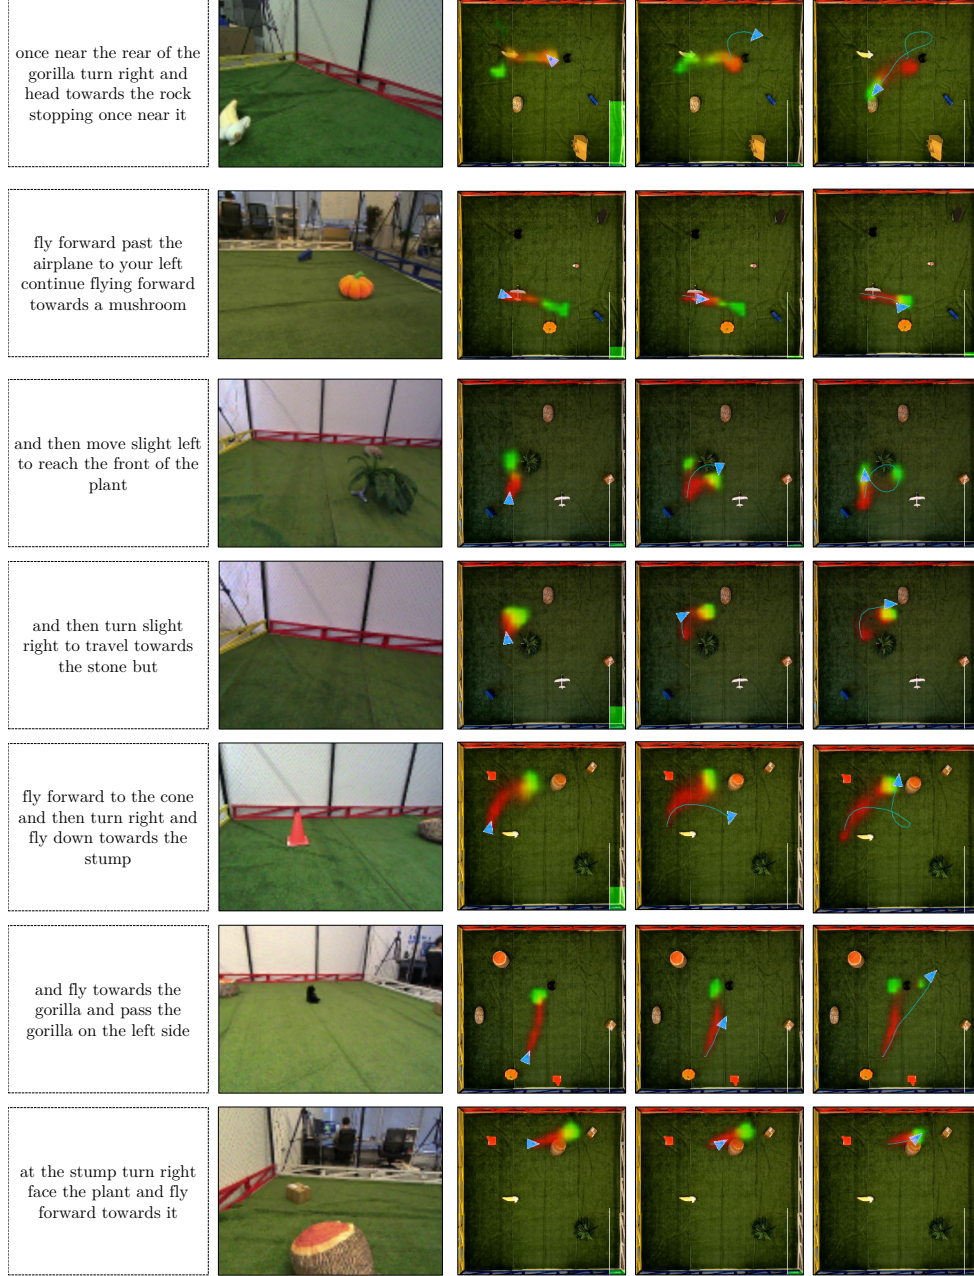 once near the rear of the
gorilla turn right and
head towards the rock
stopping once near it
fly forward past the
airplane to your left
continue flying forward
towards a mushroom
and then move slight left
to reach the front of the
plant
and then turn slight
right to travel towards
the stone but
fly forward to the cone
and then turn right and
fly down towards the
stump
and fly towards the
gorilla and pass the
gorilla on the left side
at the stump turn right
face the plant and fly
forward towards it